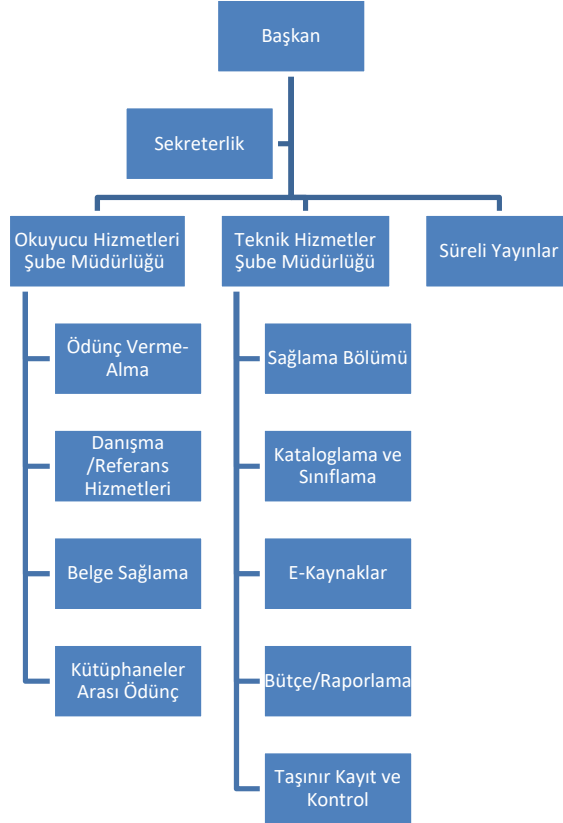 Başkan
Sekreterlik
Okuyucu Hizmetleri
Şube Müdürlüğü
Teknik Hizmetler
Şube Müdürlüğü
Süreli Yayınlar
Ödünç Verme-
Alma
Danışma
/Referans
Hizmetleri
Belge Sağlama
Kütüphaneler
Arası Ödünç
Sağlama Bölümü
Kataloglama ve
Sınıflama
E-Kaynaklar
Bütçe/Raporlama
Taşınır Kayıt ve
Kontrol